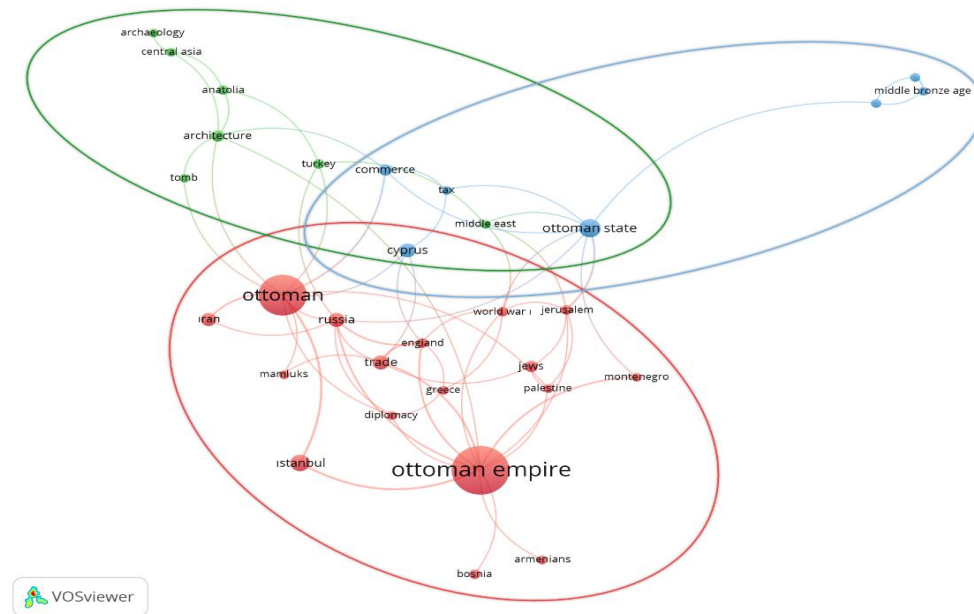 archaeology
central asia
middle bronze age
anatolia
architecture
turkey
commerce
tomb
tax
middle east
ottoman state
cyprus
ottoman
ıran
russia
world war ı
jerusalem
england
trade
jews
mamluks
greece
palestine
montenegro
diplomacy
ıstanbul
ottoman empire
armenians
bosnia
VOSviewer